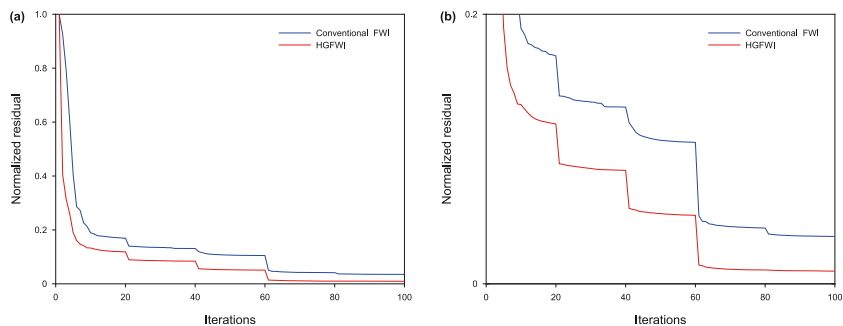 (a)
1.0
0.8
0.6
0.4
0.2
0
Normalized residual
Conventional FWI
HGFWI
0
20
40
60
80
100
Iterations
(b)
0.2
0
Normalized residual
Conventional FWI
HGFWI
0
20
40
60
80
100
Iterations